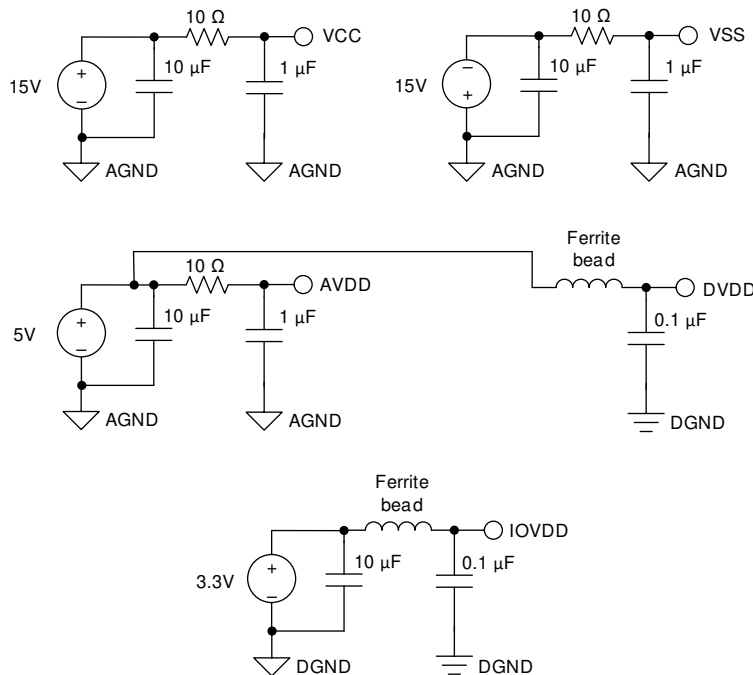 10 Ω
VCC
10 µF
1 µF
15V
+
−
AGND
AGND
10 Ω
VSS
10 µF
1 µF
15V
−
+
AGND
AGND
Ferrite
bead
10 Ω
AVDD
DVDD
10 µF
1 µF
0.1 µF
5V
+
−
AGND
AGND
DGND
Ferrite
bead
IOVDD
10 µF
0.1 µF
3.3V
+
−
DGND
DGND